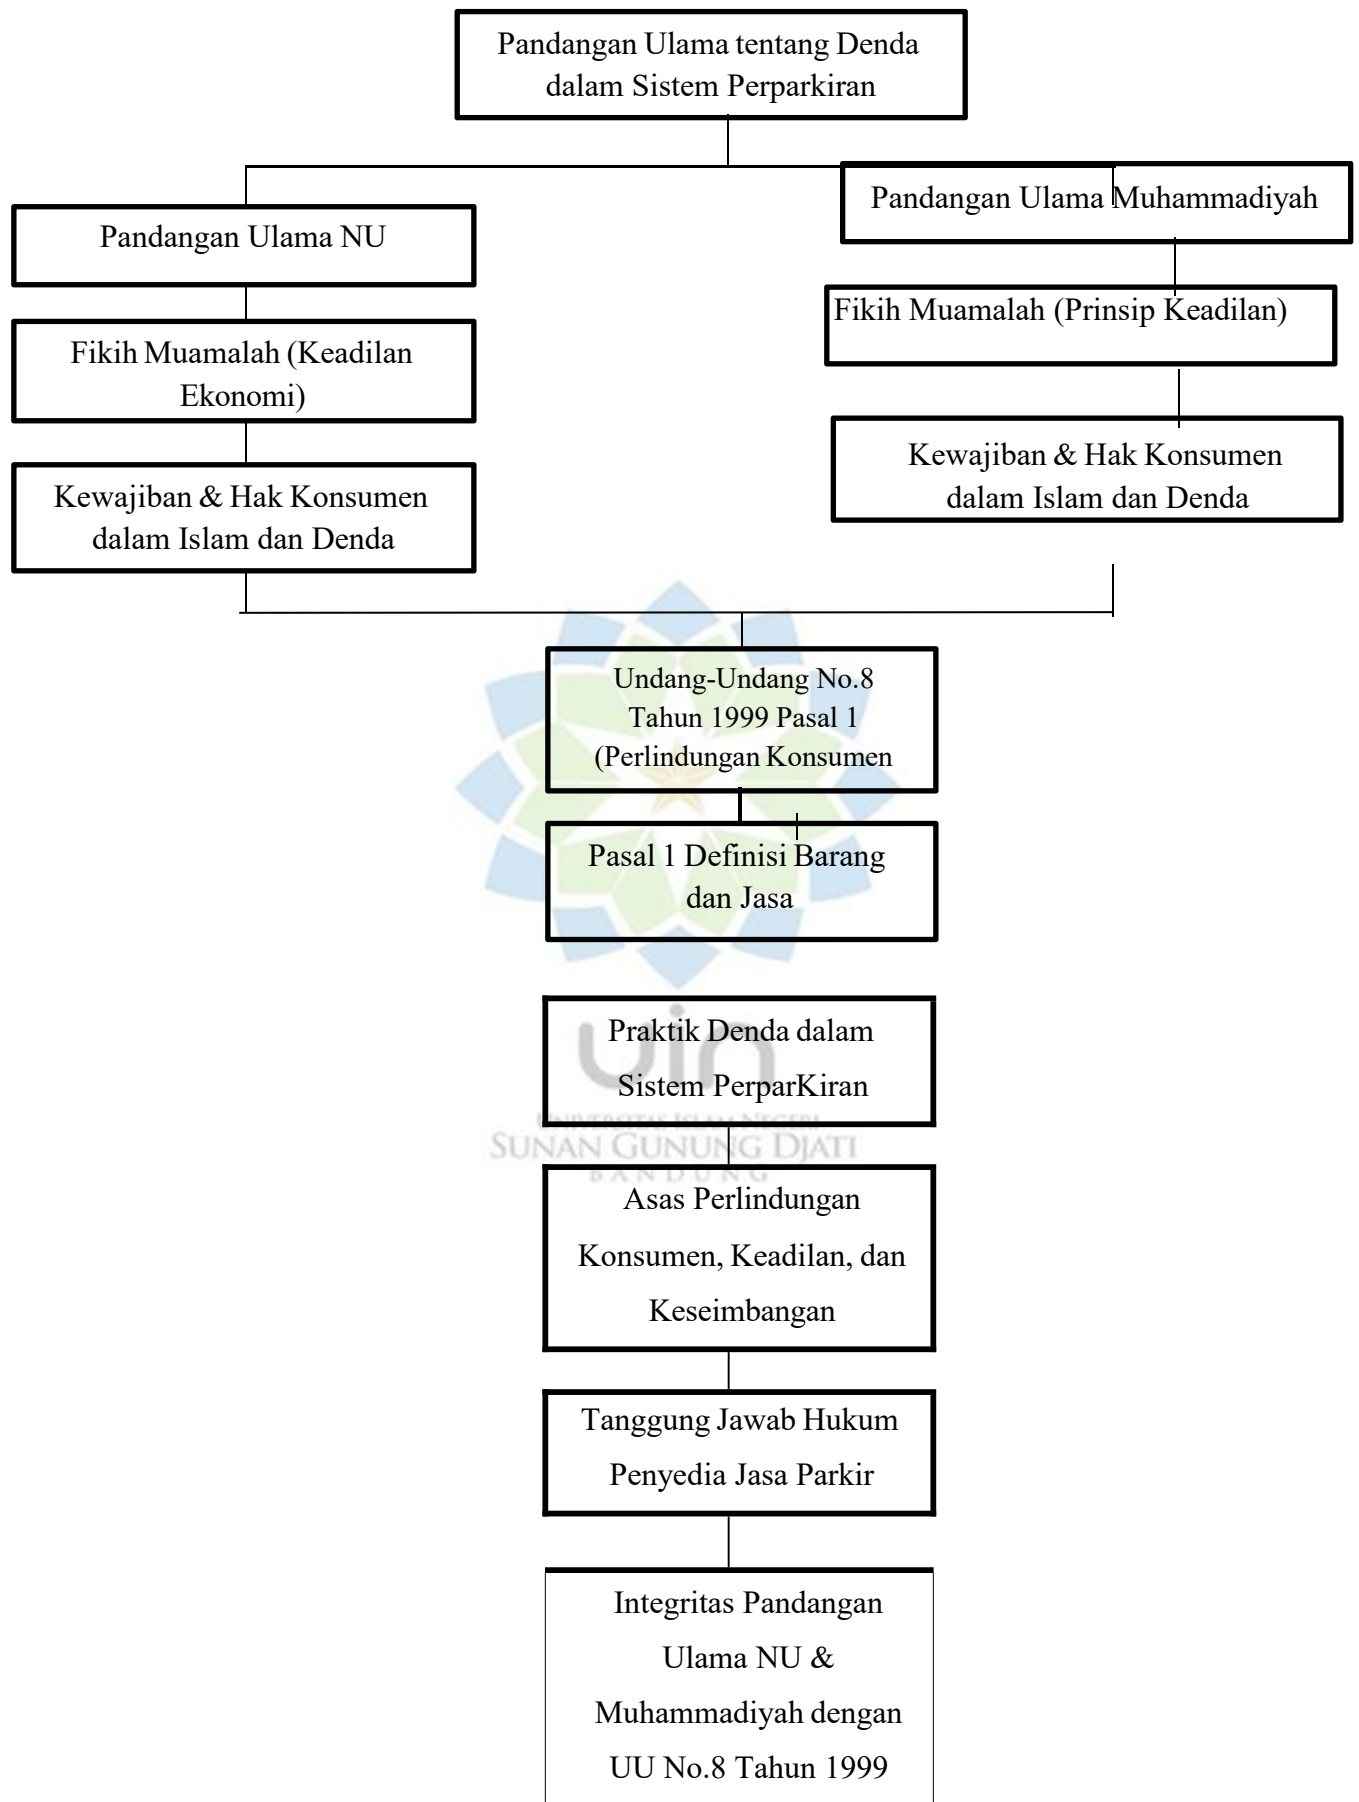 Pandangan Ulama tentang Denda
dalam Sistem Perparkiran
Pandangan Ulama NU
Pandangan Ulama Muhammadiyah
Fikih Muamalah (Keadilan
Ekonomi)
Fikih Muamalah (Prinsip Keadilan)
Kewajiban & Hak Konsumen
dalam Islam dan Denda
Kewajiban & Hak Konsumen
dalam Islam dan Denda
Undang-Undang No.8
Tahun 1999 Pasal 1
(Perlindungan Konsumen
Pasal 1 Definisi Barang
dan Jasa
Praktik Denda dalam
Sistem PerparKiran
uin
UNIVERSITAS ISLAM NEGERI
SUNAN GUNUNG DJATI
BANDUNG
Asas Perlindungan
Konsumen, Keadilan, dan
Keseimbangan
Tanggung Jawab Hukum
Penyedia Jasa Parkir
Integritas Pandangan
Ulama NU &
Muhammadiyah dengan
UU No.8 Tahun 1999